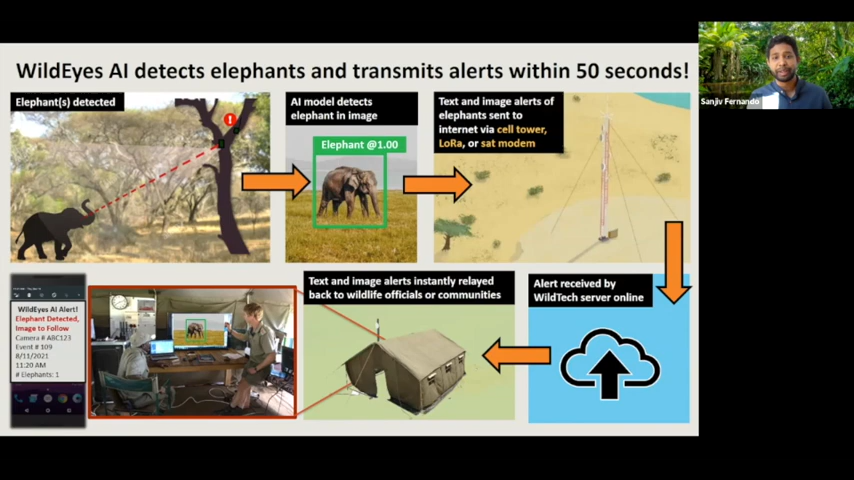 WildEyes AI detects elephants and transmits alerts within 50 seconds!
Sanjiv Fernando
Elephant(s) detected
!
AI model detects
elephant in image
Elephant @1.00
Text and image alerts of
elephants sent to
internet via cell tower,
LoRa, or sat modem
WildEyes AI Alert!
Elephant Detected,
Image to Follow
Camera # ABC123
Event # 109
8/11/2021
11:20 AM
# Elephants: 1
Text and image alerts instantly relayed
back to wildlife officials or communities
Alert received by
WildTech server online